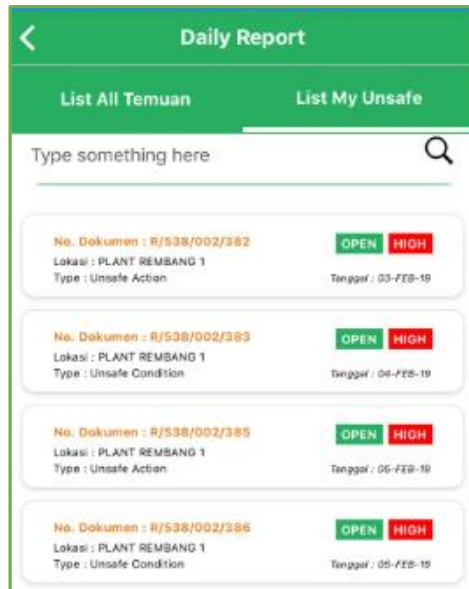 Daily Report
List All Temuan
List My Unsafe
Type something here
No. Dokumen : R/538/002/382
OPEN HIGH
Lokasi : PLANT REMBANG 1
Type : Unsafe Action
Tanggal : 03-FEB-19
No. Dokumen : R/538/002/383
OPEN HIGH
Lokasi : PLANT REMBANG 1
Type : Unsafe Condition
Tanggal : 04-FEB-19
No. Dokumen : R/538/002/385
OPEN HIGH
Lokasi : PLANT REMBANG 1
Type : Unsafe Action
Tanggal : 05-FEB-19
No. Dokumen : R/538/002/386
OPEN HIGH
Lokasi : PLANT REMBANG 1
Type : Unsafe Condition
Tanggal : 05-FEB-19